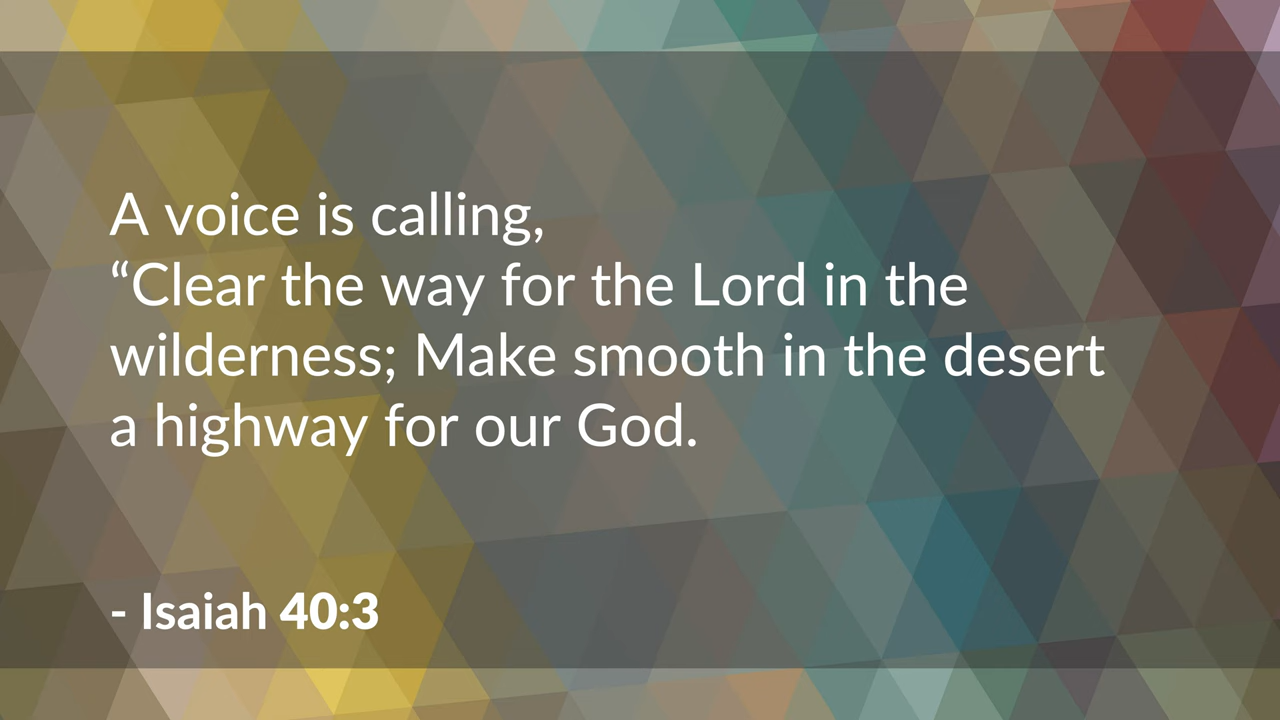 A voice is calling,
“Clear the way for the Lord in the
wilderness; Make smooth in the desert
a highway for our God.
- Isaiah 40:3